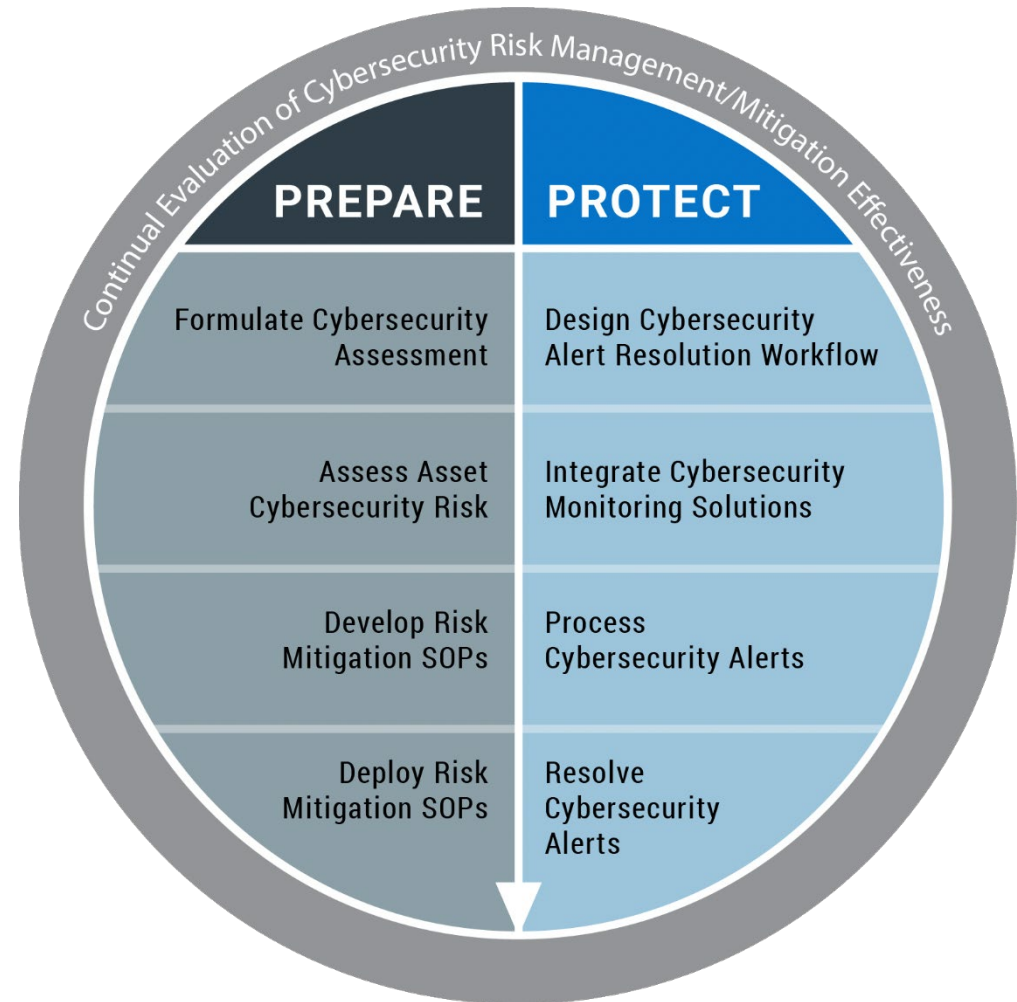 Continual Evaluation of Cybersecurity Risk Management/Mitigation Effectiveness
PREPARE
Formulate Cybersecurity
Assessment
Assess Asset
Cybersecurity Risk
Develop Risk
Mitigation SOPs
Deploy Risk
Mitigation SOPs
PROTECT
Design Cybersecurity
Alert Resolution Workflow
Integrate Cybersecurity
Monitoring Solutions
Process
Cybersecurity Alerts
Resolve
Cybersecurity
Alerts